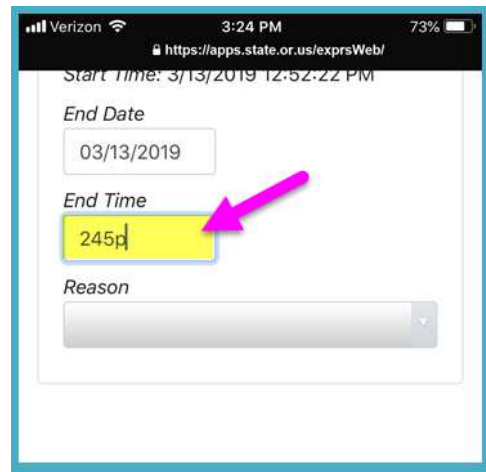 Verizon 3:24 PM 73%
https://apps.state.or.us/exprsWeb/
Start Time: 3/13/2019 12:52:22 PM
End Date
03/13/2019
End Time
245p
Reason